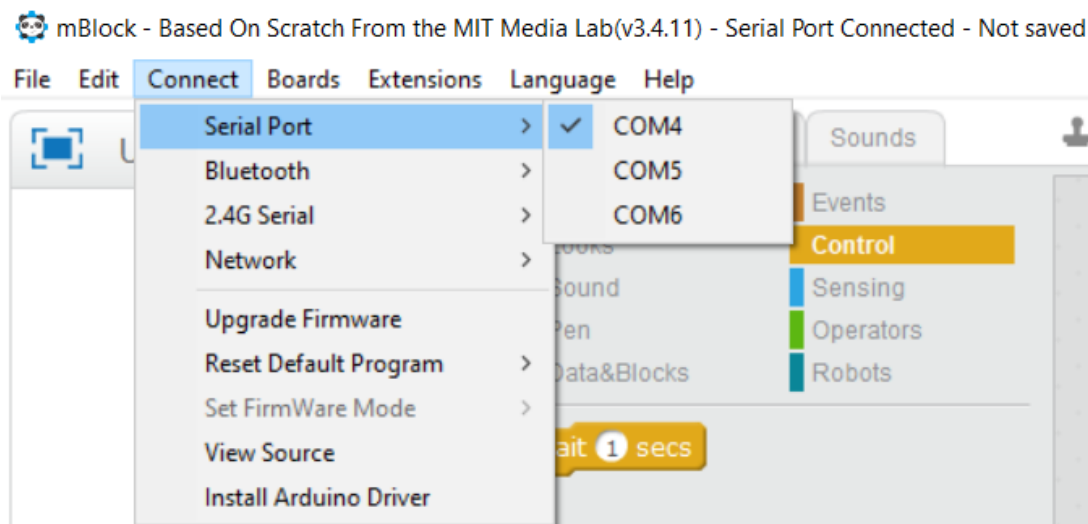 mBlock - Based On Scratch From the MIT Media Lab(v3.4.11) - Serial Port Connected - Not saved
File Edit Connect Boards Extensions Language Help
Serial Port
Bluetooth
2.4G Serial
Network
Upgrade Firmware
Reset Default Program
Set FirmWare Mode
View Source
Install Arduino Driver
COM4
COM5
COM6
Sounds
Events
Control
Sound
Sensing
Pen
Operators
Data&Blocks
Robots
1 secs